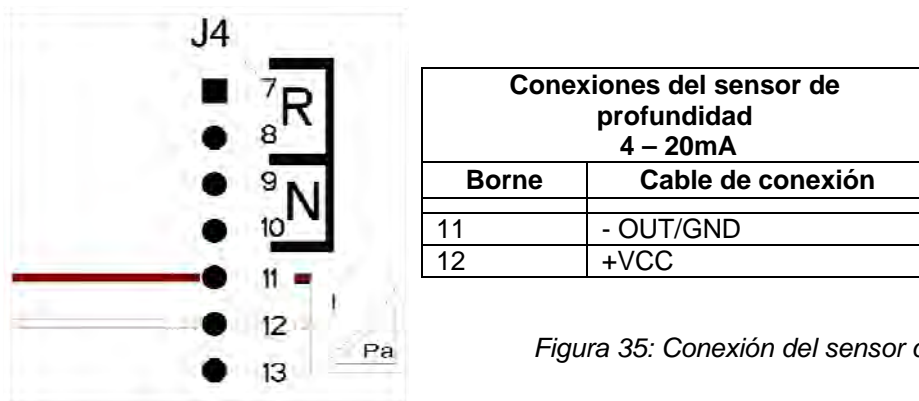 J4
7
R
8
9
N
10
11
12
Pa
13
Conexiones del sensor de
profundidad
4 – 20mA
Borne Cable de conexión
11 - OUT/GND
12 +VCC
Figura 35: Conexión del sensor